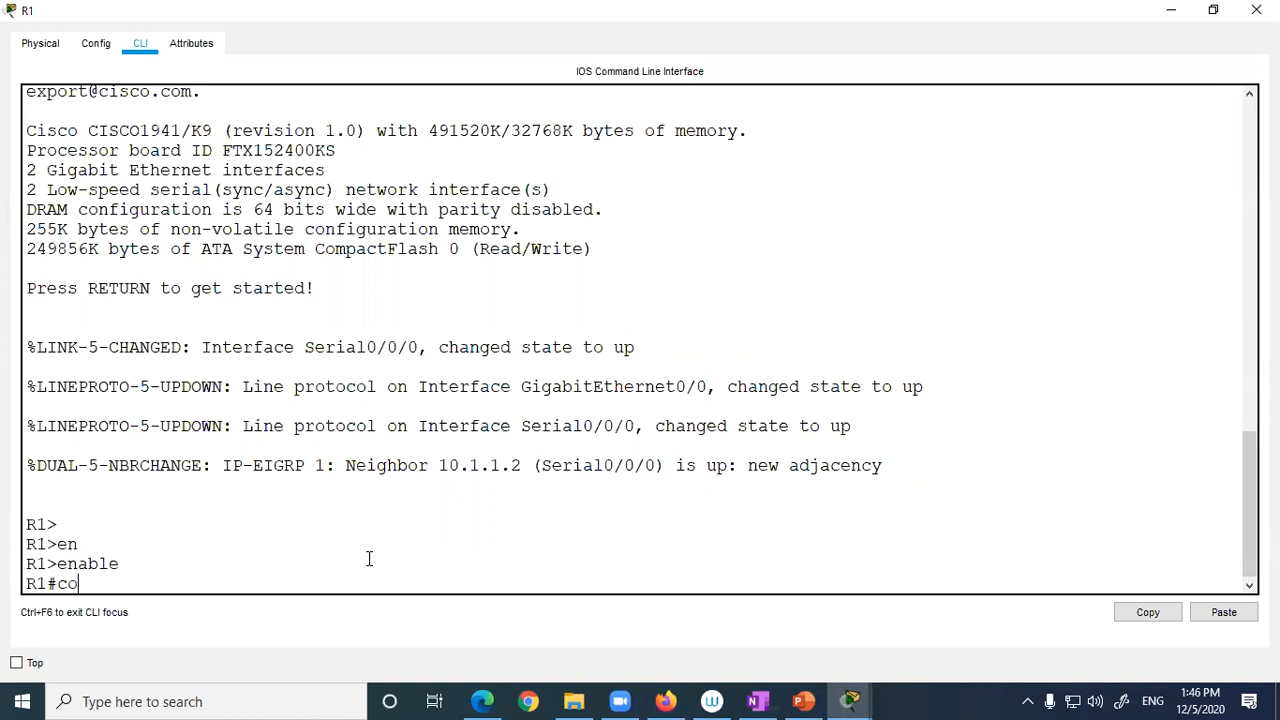 R1
Physical Config CLI Attributes
IOS Command Line Interface
export@cisco.com.
Cisco CISCO1941/K9 (revision 1.0) with 491520K/32768K bytes of memory.
Processor board ID FTX152400KS
2 Gigabit Ethernet interfaces
2 Low-speed serial(sync/async) network interface(s)
DRAM configuration is 64 bits wide with parity disabled.
255K bytes of non-volatile configuration memory.
249856K bytes of ATA System CompactFlash 0 (Read/Write)
Press RETURN to get started!
%LINK-5-CHANGED: Interface Serial0/0/0, changed state to up
%LINEPROTO-5-UPDOWN: Line protocol on Interface GigabitEthernet0/0, changed state to up
%LINEPROTO-5-UPDOWN: Line protocol on Interface Serial0/0/0, changed state to up
%DUAL-5-NBRCHANGE: IP-EIGRP 1: Neighbor 10.1.1.2 (Serial0/0/0) is up: new adjacency
R1>
R1>en
R1>enable
R1#co
Ctrl+F6 to exit CLI focus
Copy Paste
Top
Type here to search
ENG
1:46 PM
12/5/2020